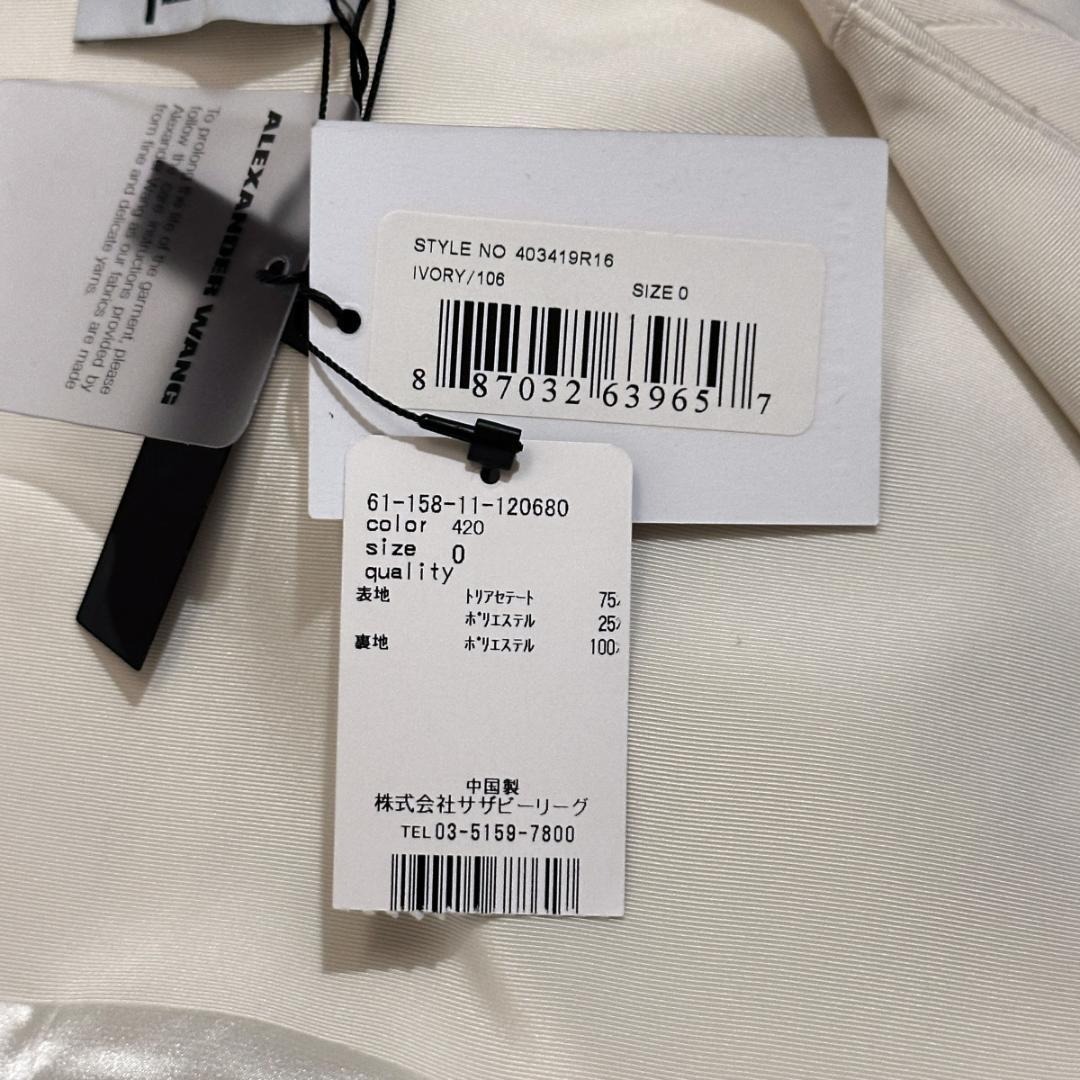 ALEXANDER WANG
To prolong the life of the garment, please
follow the care instructions provided by
Alexander Wang as our fabrics are made
from fine and delicate yarns.
STYLE NO 403419R16
IVORY/106
SIZE 0
8 87032 63965 7
61-158-11-120680
color 420
size 0
quality
表地 トリアセテート 75
ポリエステル 25
裏地 ポリエステル 100
中国製
株式会社サザビーリーグ
TEL 03-5159-7800